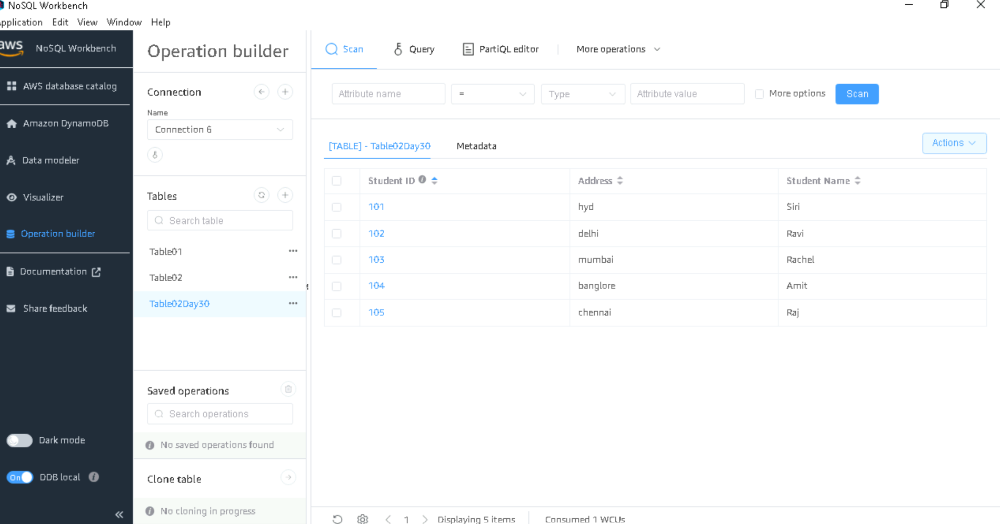 NoSQL Workbench
pplication Edit View Window Help
aws NoSQL Workbench
AWS database catalog
Amazon DynamoDB
Data modeler
Visualizer
Operation builder
Documentation
Share feedback
Dark mode
On DDB local
Operation builder
Connection
Name
Connection 6
Tables
Search table
Table01
Table02
Table02Day30
Saved operations
Search operations
No saved operations found
Clone table
No cloning in progress
Scan Query PartiQL editor More operations
Attribute name = Type Attribute value More options Scan
[TABLE] - Table02Day30 Metadata Actions
Student ID Address Student Name
101 hyd Siri
102 delhi Ravi
103 mumbai Rachel
104 banglore Amit
105 chennai Raj
1 Displaying 5 items Consumed 1 WCUs